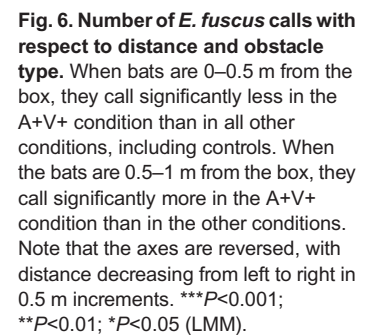 Fig. 6. Number of E. fuscus calls with
respect to distance and obstacle
type. When bats are 0–0.5 m from the
box, they call significantly less in the
A+V+ condition than in all other
conditions, including controls. When
the bats are 0.5–1 m from the box, they
call significantly more in the A+V+
condition than in the other conditions.
Note that the axes are reversed, with
distance decreasing from left to right in
0.5 m increments. ***P<0.001;
**P<0.01; *P<0.05 (LMM).